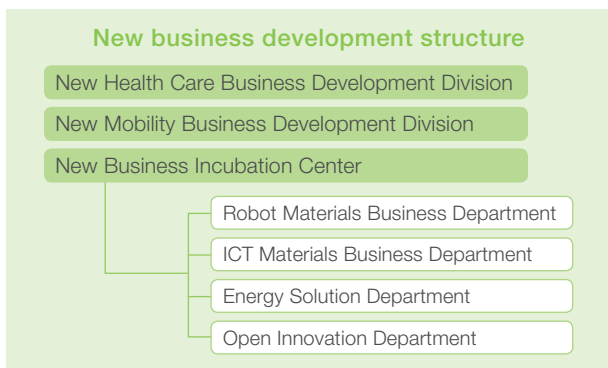 New business development structure
New Health Care Business Development Division
New Mobility Business Development Division
New Business Incubation Center
Robot Materials Business Department
ICT Materials Business Department
Energy Solution Department
Open Innovation Department